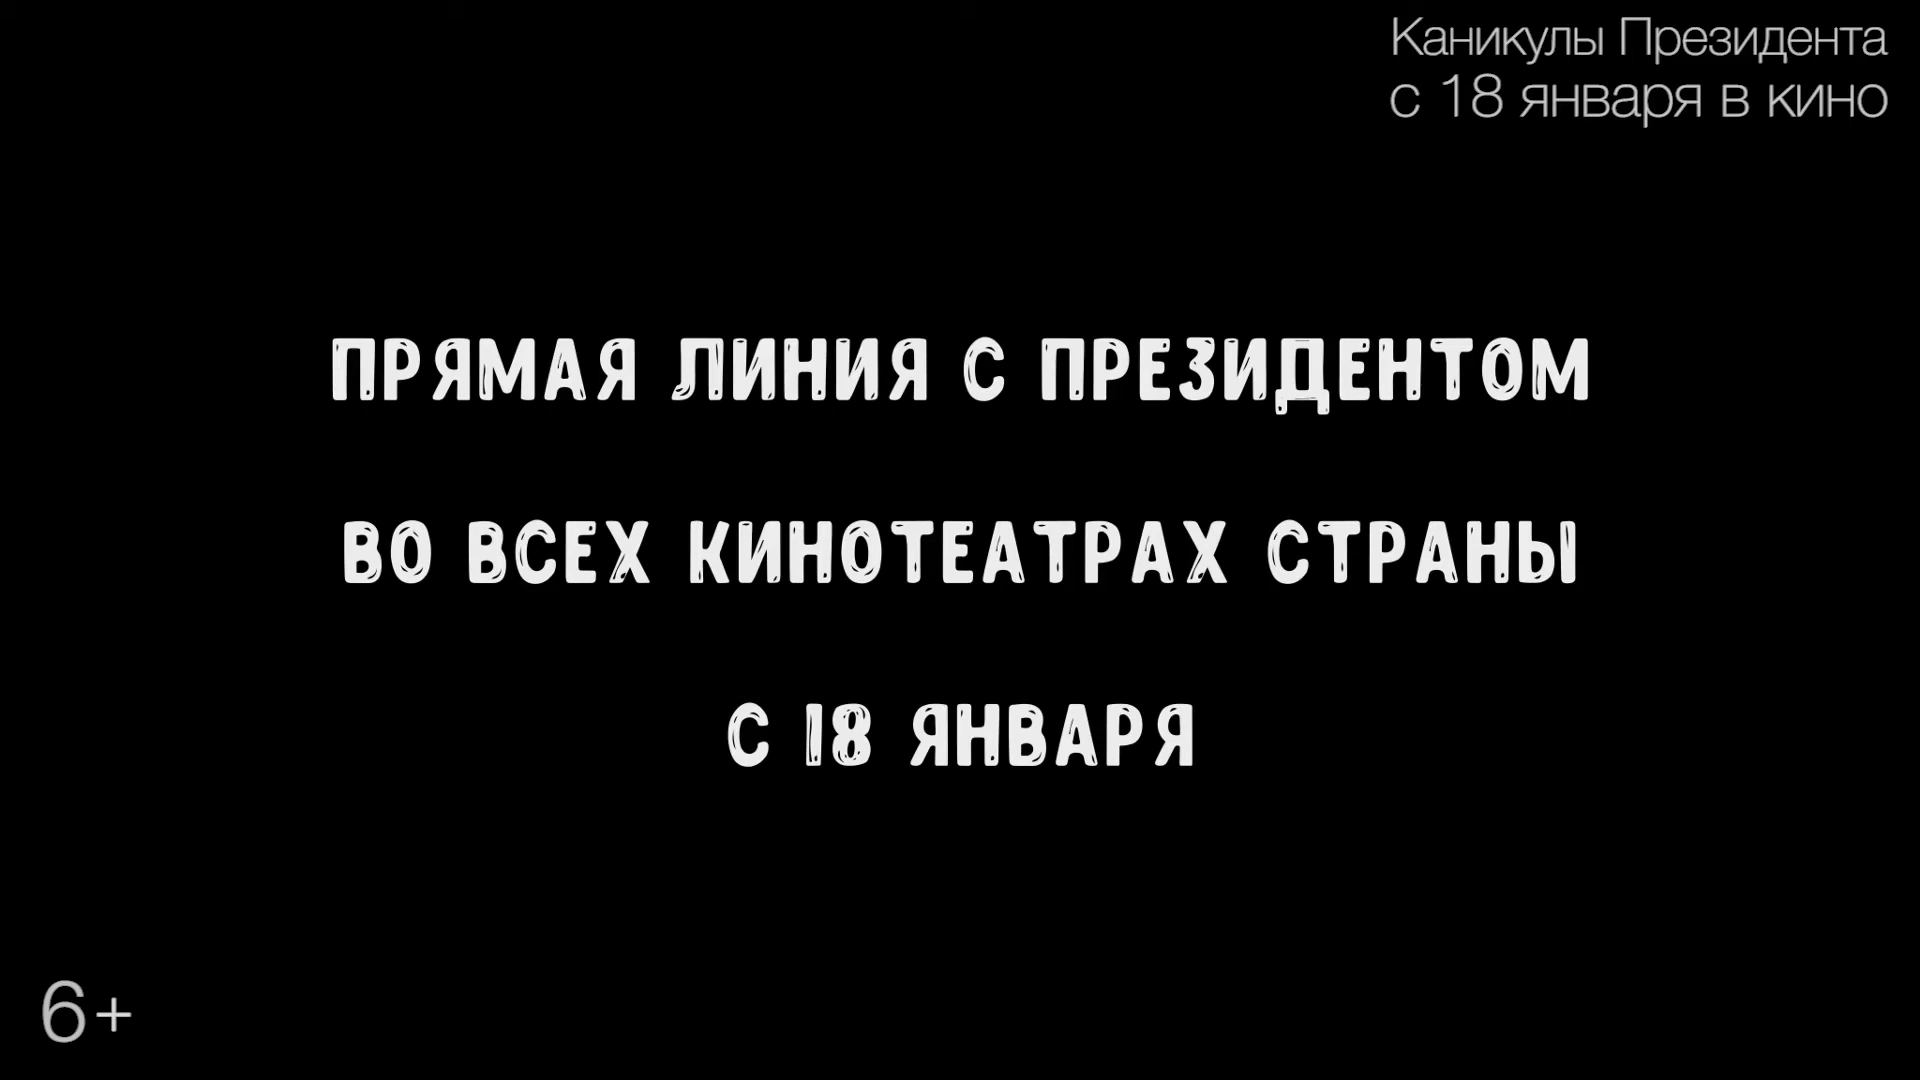 Каникулы Президента
с 18 января в кино
ПРЯМАЯ ЛИНИЯ С ПРЕЗИДЕНТОМ
ВО ВСЕХ КИНОТЕАТРАХ СТРАНЫ
С 18 ЯНВАРЯ
6+